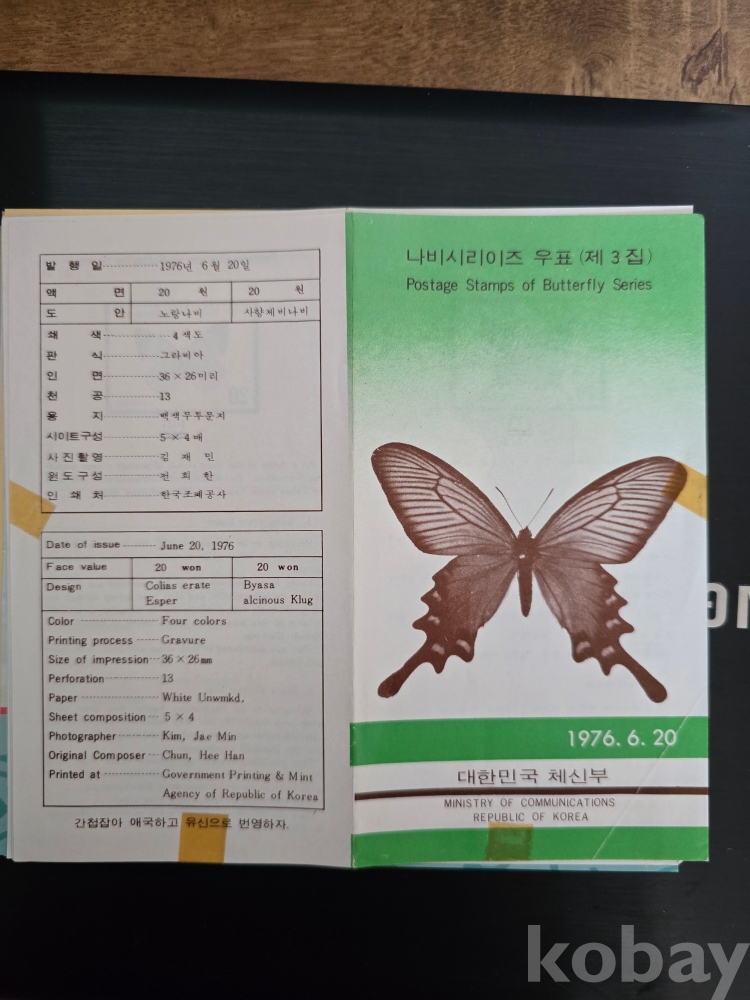 발 행 일 1976년 6월 20일
액 면 20 원 20 원
도 안 노랑나비 사향제비나비
쇄 색 4색도
판 식 그라비아
인 면 36×26미리
천 공 13
용 지 백색무투문지
시이트구성 5×4매
사진촬영 김 재 민
원도구성 전 희 한
인 쇄 처 한국조폐공사
Date of issue June 20, 1976
Face value 20 won 20 won
Design Colias erate Byasa
Esper alcinous Klug
Color Four colors
Printing process Gravure
Size of impression 36×26mm
Perforation 13
Paper White Unwmkd.
Sheet composition 5×4
Photographer Kim, Jae Min
Original Composer Chun, Hee Han
Printed at Government Printing & Mint
Agency of Republic of Korea
간첩잡아 애국하고 유신으로 번영하자.
나비시리이즈 우표 (제3집)
Postage Stamps of Butterfly Series
1976. 6. 20
대한민국 체신부
MINISTRY OF COMMUNICATIONS
REPUBLIC OF KOREA
kobay